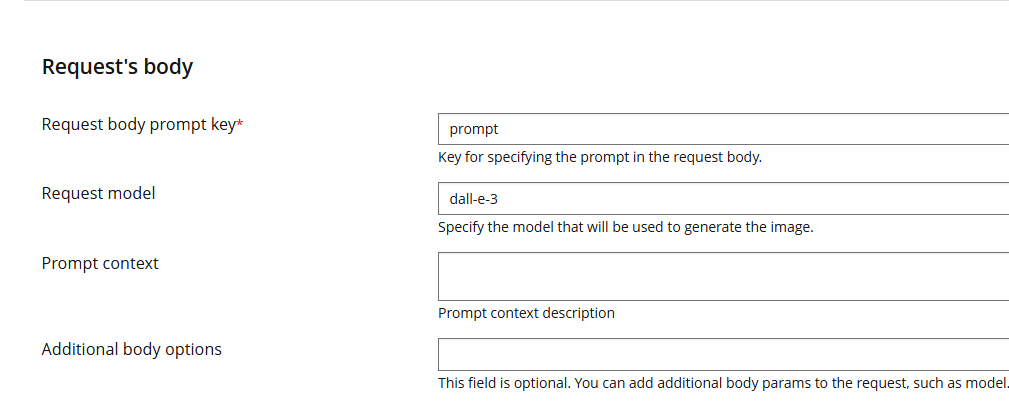 Request's body
Request body prompt key*
prompt
Key for specifying the prompt in the request body.
Request model
dall-e-3
Specify the model that will be used to generate the image.
Prompt context
Prompt context description
Additional body options
This field is optional. You can add additional body params to the request, such as model.